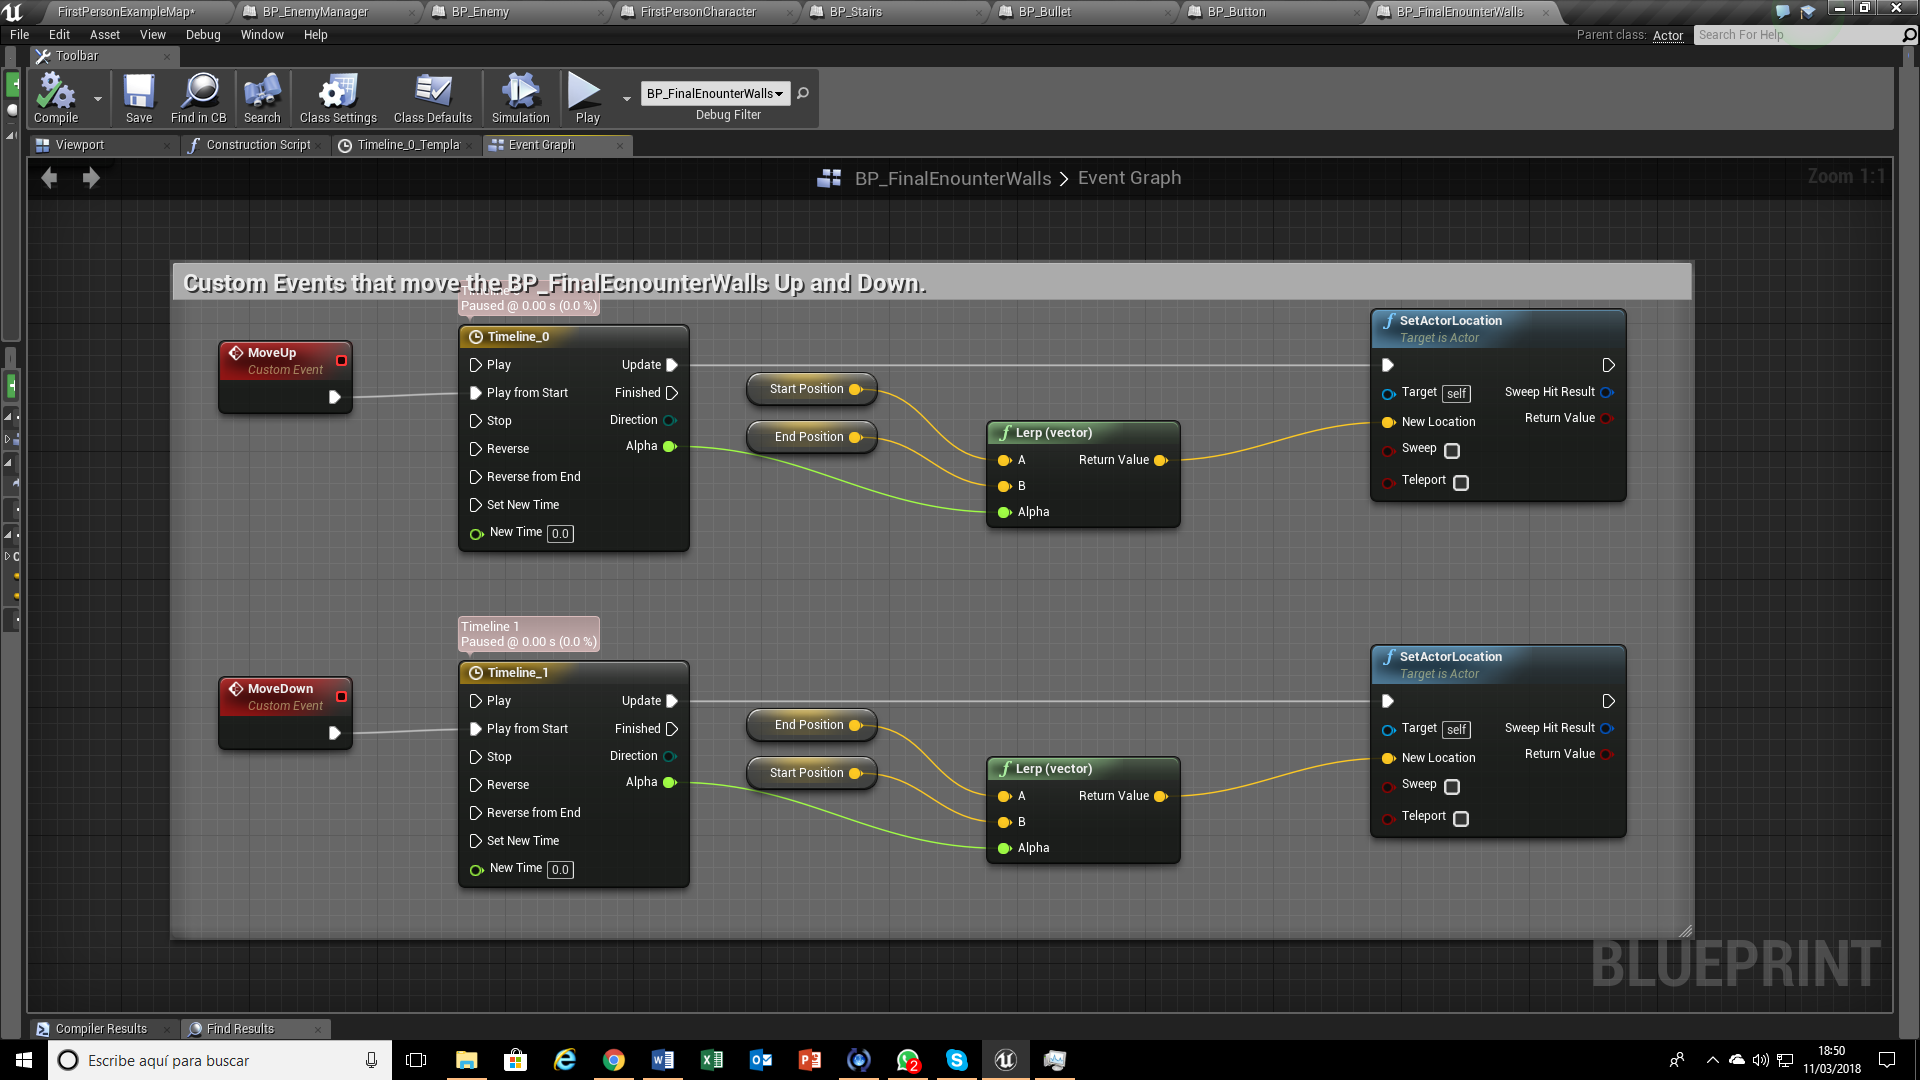 FirstPersonExampleMap*
BP_EnemyManager
BP_Enemy
FirstPersonCharacter
BP_Stairs
BP_Bullet
BP_Button
BP_FinalEnounterWalls
File Edit Asset View Debug Window Help
Parent class: Actor
Search For Help
Toolbar
Compile
Save
Find in CB
Search
Class Settings
Class Defaults
Simulation
Play
BP_FinalEnounterWalls
Debug Filter
Viewport
Construction Script
Timeline_0_Templa
Event Graph
BP_FinalEnounterWalls > Event Graph
Zoom 1:1
Custom Events that move the BP_FinalEcnounterWalls Up and Down.
Paused @ 0.00 s (0.0 %)
MoveUp
Custom Event
Timeline_0
Play
Update
Play from Start
Finished
Stop
Direction
Reverse
Alpha
Reverse from End
Set New Time
New Time 0.0
Start Position
End Position
Lerp (vector)
A
Return Value
B
Alpha
SetActorLocation
Target is Actor
Target self
Sweep Hit Result
New Location
Return Value
Sweep
Teleport
Timeline 1
Paused @ 0.00 s (0.0 %)
MoveDown
Custom Event
Timeline_1
Play
Update
Play from Start
Finished
Stop
Direction
Reverse
Alpha
Reverse from End
Set New Time
New Time 0.0
End Position
Start Position
Lerp (vector)
A
Return Value
B
Alpha
SetActorLocation
Target is Actor
Target self
Sweep Hit Result
New Location
Return Value
Sweep
Teleport
BLUEPRINT
Compiler Results
Find Results
Escribe aquí para buscar
2
18:50
11/03/2018